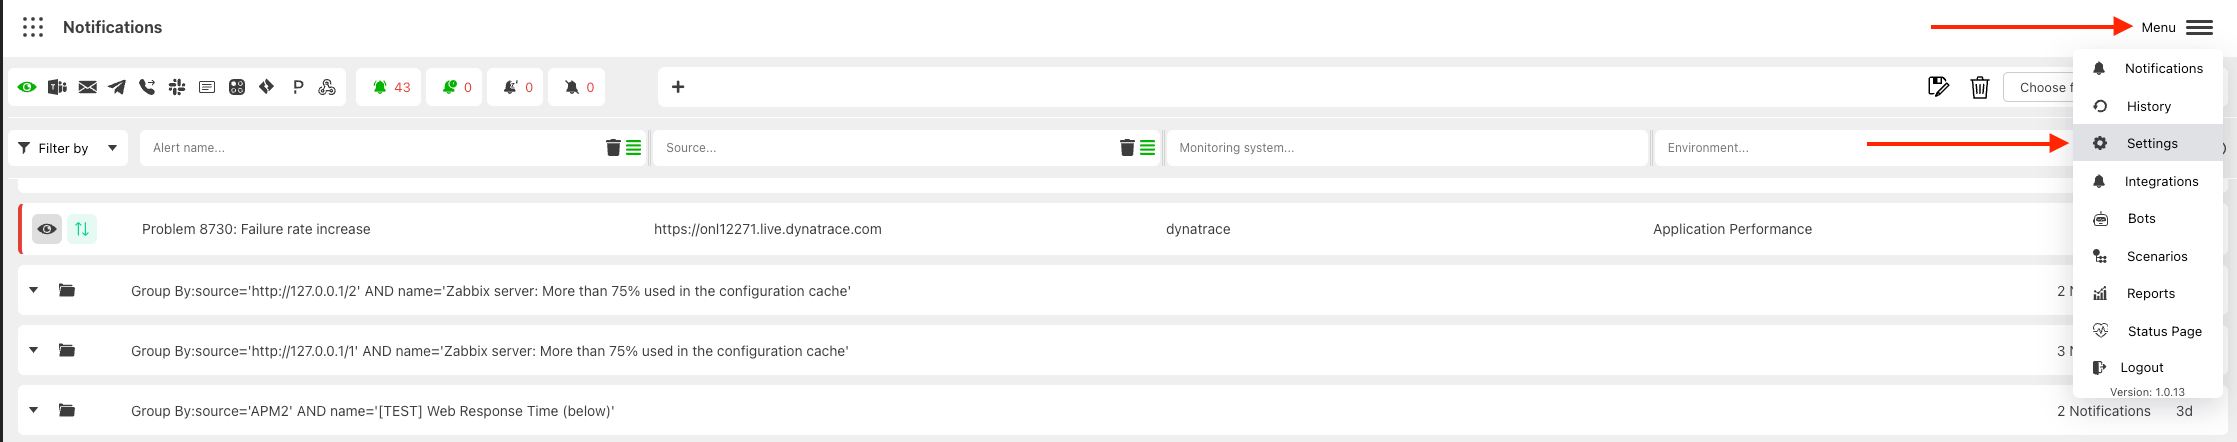 Notifications
Menu
43
0
0
0
+
Choose f
Filter by
Alert name...
Source...
Monitoring system...
Environment...
Problem 8730: Failure rate increase
https://onl12271.live.dynatrace.com
dynatrace
Application Performance
Group By:source='http://127.0.0.1/2' AND name='Zabbix server: More than 75% used in the configuration cache'
2 N
Group By:source='http://127.0.0.1/1' AND name='Zabbix server: More than 75% used in the configuration cache'
3 N
Group By:source='APM2' AND name='[TEST] Web Response Time (below)'
2 Notifications
3d
Notifications
History
Settings
Integrations
Bots
Scenarios
Reports
Status Page
Logout
Version: 1.0.13